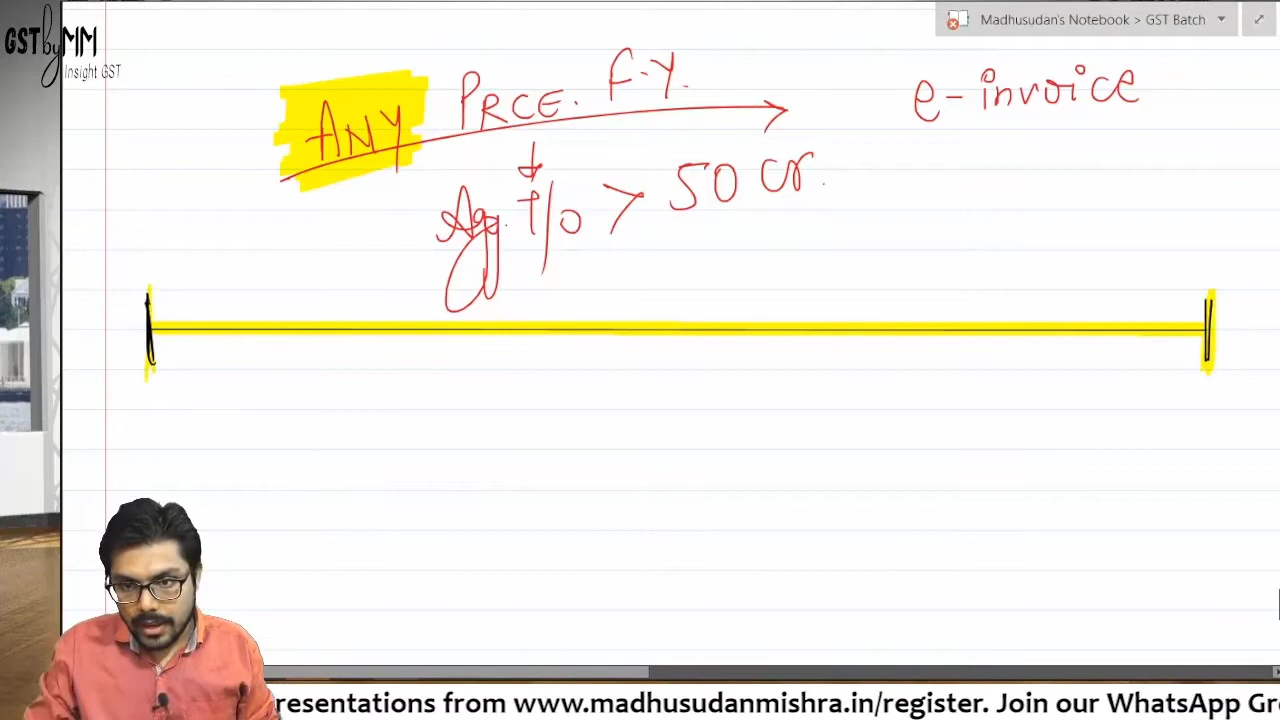 GST by MM
Insight GST
Madhusudan's Notebook > GST Batch
ANY PRCE. F.Y.
e-invoice
Agg. T/O > 50 Cr.
presentations from www.madhusudanmishra.in/register. Join our WhatsApp Gr